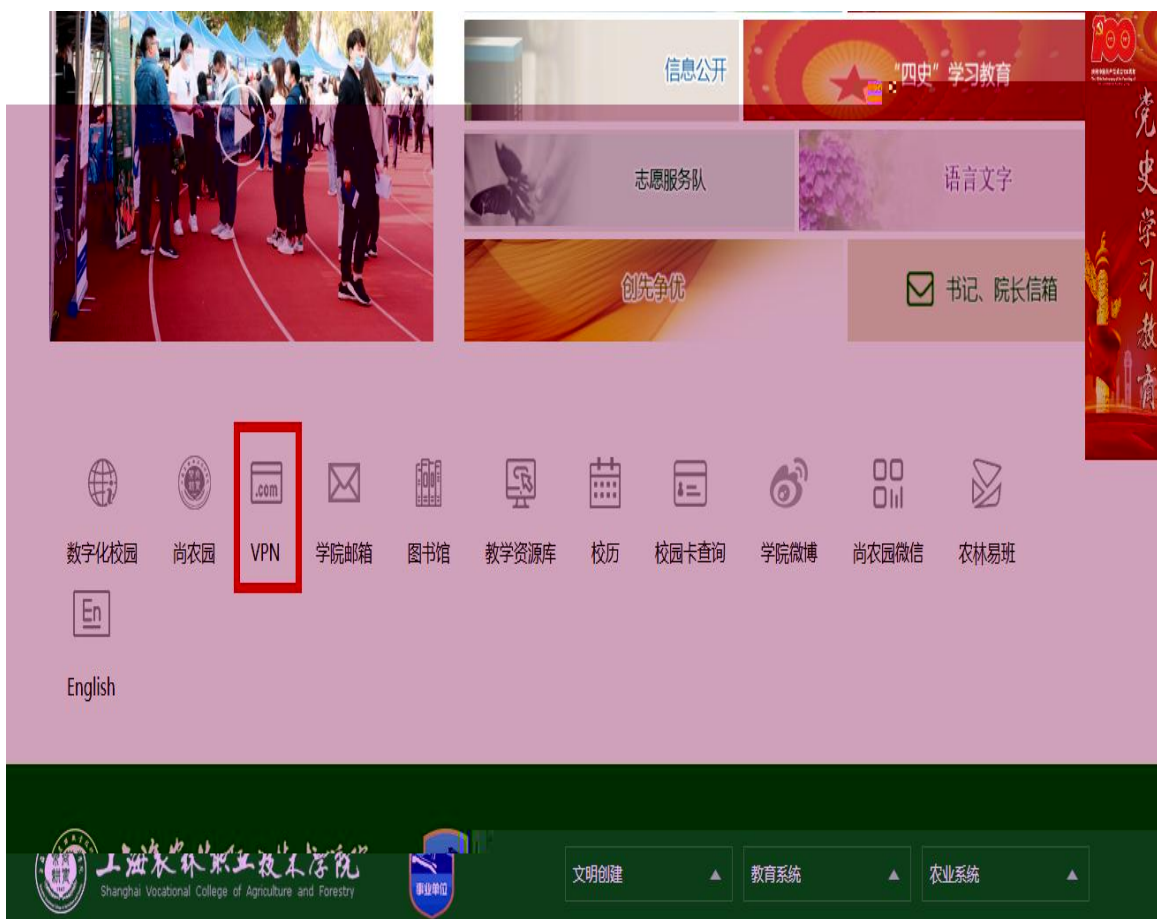 信息公开
"四史"学习教育
100
党史学习教育
志愿服务队
语言文字
创先争优
书记、院长信箱
.com
数字化校园
尚农园
VPN
学院邮箱
图书馆
教学资源库
校历
校园卡查询
学院微博
尚农园微信
农林易班
En
English
上海农林职业技术学院
Shanghai Vocational College of Agriculture and Forestry
事业单位
文明创建
教育系统
农业系统